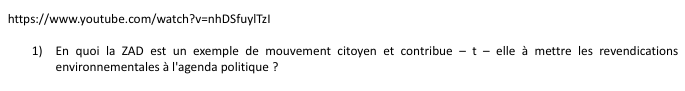 https://www.youtube.com/watch?v=nhDSfuylTzI
1) En quoi la ZAD est un exemple de mouvement citoyen et contribue – t – elle à mettre les revendications
environnementales à l'agenda politique ?